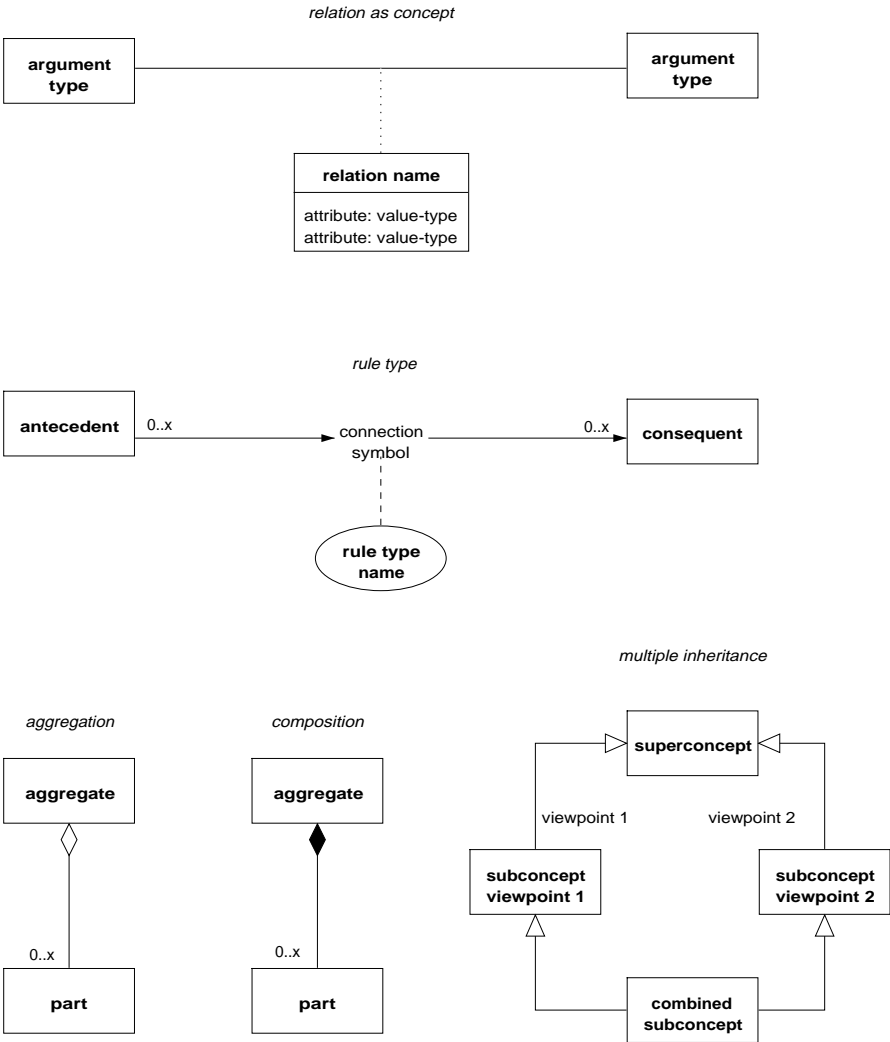 relation as concept
argument
type
argument
type
relation name
attribute: value-type
attribute: value-type
rule type
antecedent
0..x
connection
symbol
0..x
consequent
rule type
name
multiple inheritance
aggregation
composition
superconcept
aggregate
aggregate
viewpoint 1
viewpoint 2
subconcept
viewpoint 1
subconcept
viewpoint 2
0..x
0..x
part
part
combined
subconcept